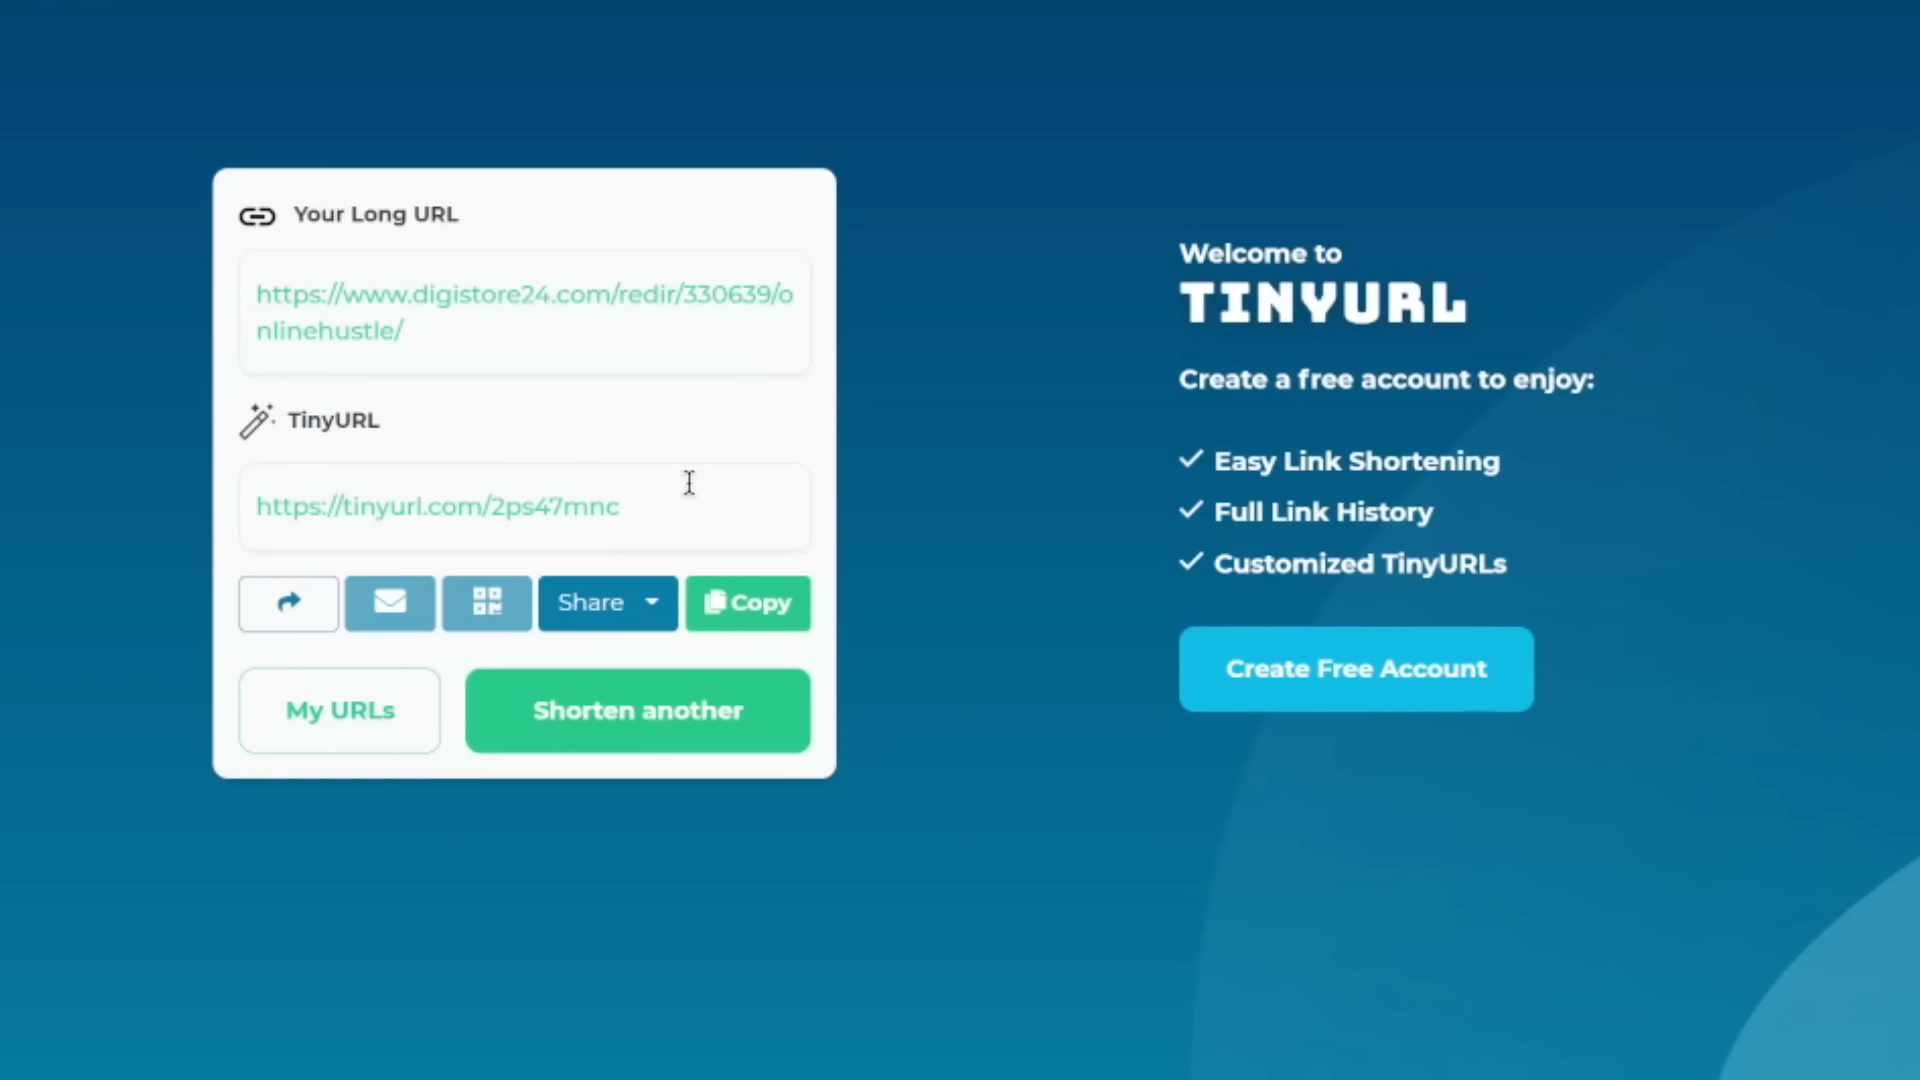 Your Long URL
https://www.digistore24.com/redir/330639/o
nlinehustle/
TinyURL
https://tinyurl.com/2ps47mnc
Share
Copy
My URLs
Shorten another
Welcome to
TINYURL
Create a free account to enjoy:
Easy Link Shortening
Full Link History
Customized TinyURLs
Create Free Account